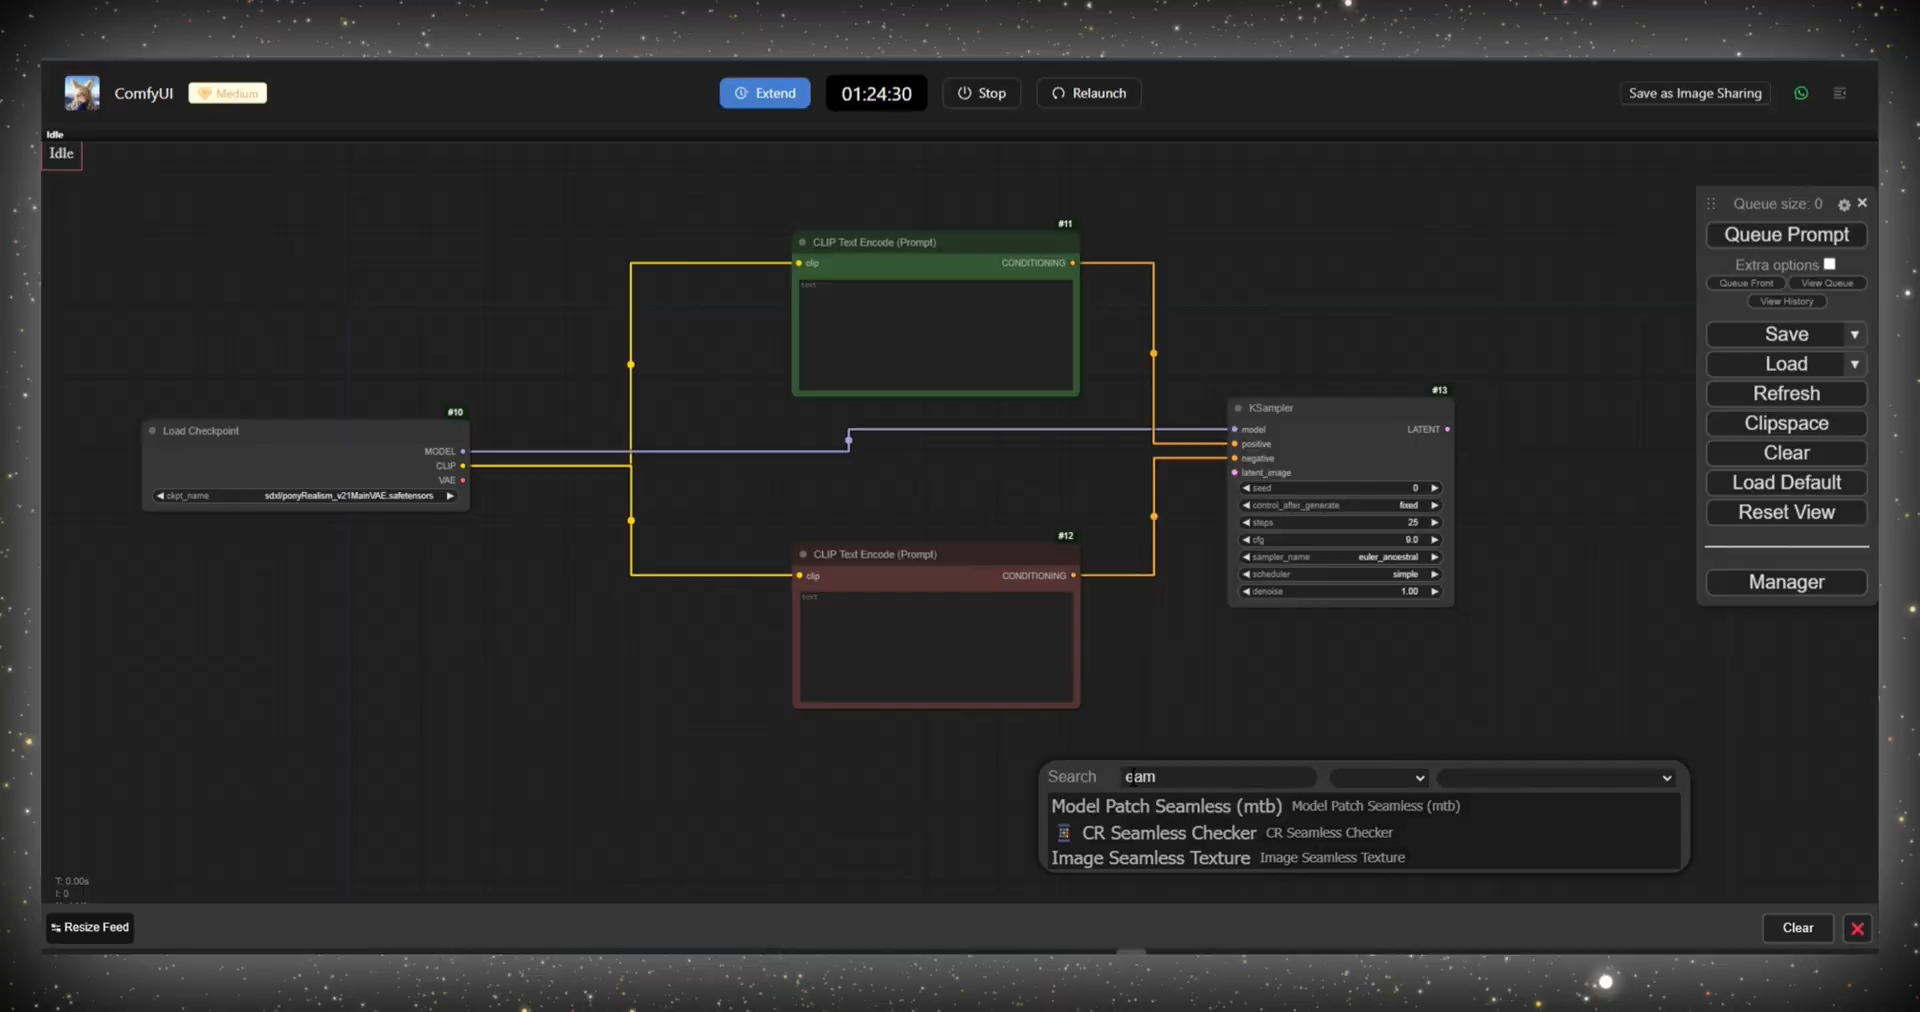 ComfyUI
Medium
Extend
01:24:30
Stop
Relaunch
Save as Image Sharing
Idle
Idle
#11
CLIP Text Encode (Prompt)
clip
CONDITIONING
text
#10
Load Checkpoint
MODEL
CLIP
VAE
ckpt_name sdxl/ponyRealism_v21MainVAE.safetensors
#12
CLIP Text Encode (Prompt)
clip
CONDITIONING
text
#13
KSampler
model LATENT
positive
negative
latent_image
seed 0
control_after_generate fixed
steps 25
cfg 9.0
sampler_name euler_ancestral
scheduler simple
denoise 1.00
Queue size: 0
Queue Prompt
Extra options
Queue Front View Queue
View History
Save
Load
Refresh
Clipspace
Clear
Load Default
Reset View
Manager
Search eam
Model Patch Seamless (mtb) Model Patch Seamless (mtb)
CR Seamless Checker CR Seamless Checker
Image Seamless Texture Image Seamless Texture
T: 0.00s
I: 0
Resize Feed
Clear